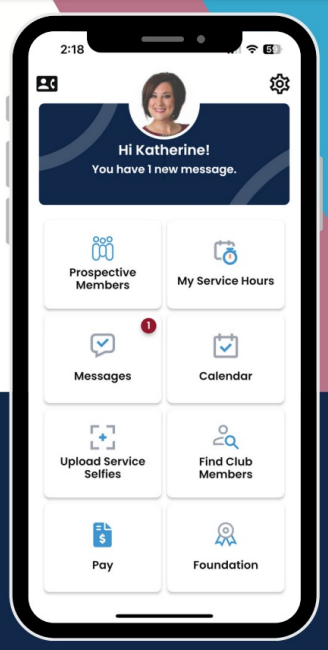 2:18
59
Hi Katherine!
You have 1 new message.
Prospective
Members
My Service Hours
1
Messages
Calendar
Upload Service
Selfies
Find Club
Members
$
Pay
Foundation